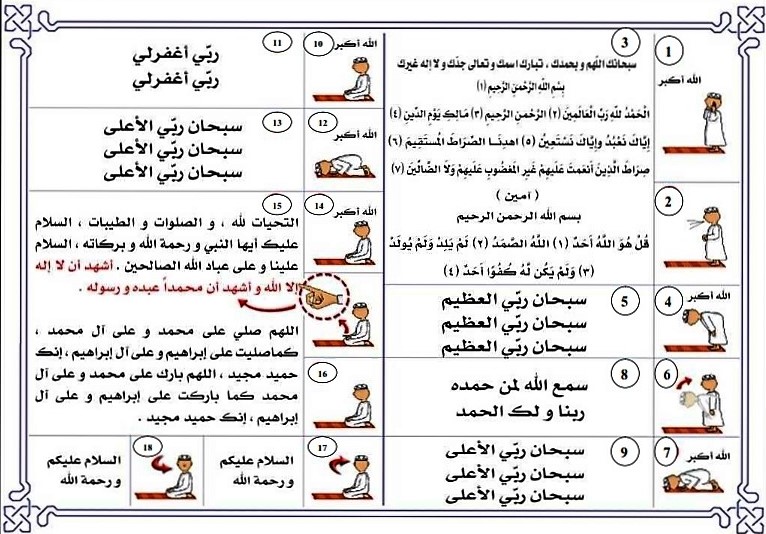 1
الله أكبر
2
3
سبحانك اللهم و بحمدك ، تبارك اسمك و تعالى جدك و لا إله غيرك
بِسْمِ اللَّهِ الرَّحْمَنِ الرَّحِيمِ (١)
الْحَمْدُ لِلَّهِ رَبِّ الْعَالَمِينَ (٢) الرَّحْمَنِ الرَّحِيمِ (٣) مَالِكِ يَوْمِ الدِّينِ (٤)
إِيَّاكَ نَعْبُدُ وَإِيَّاكَ نَسْتَعِينُ (٥) اهْدِنَا الصِّرَاطَ الْمُسْتَقِيمَ (٦)
صِرَاطَ الَّذِينَ أَنْعَمْتَ عَلَيْهِمْ غَيْرِ الْمَغْضُوبِ عَلَيْهِمْ وَلَا الضَّالِّينَ (٧)
( آمين )
بسم الله الرحمن الرحيم
قُلْ هُوَ اللَّهُ أَحَدٌ (١) اللَّهُ الصَّمَدُ (٢) لَمْ يَلِدْ وَلَمْ يُولَدْ
(٣) وَلَمْ يَكُن لَّهُ كُفُوًا أَحَدٌ (٤)
4
الله أكبر
5
سبحان ربّي العظيم
سبحان ربّي العظيم
سبحان ربّي العظيم
6
8
سمع الله لمن حمده
ربنا و لك الحمد
7
الله أكبر
9
سبحان ربّي الأعلى
سبحان ربّي الأعلى
سبحان ربّي الأعلى
10
الله أكبر
11
ربّي أغفرلي
ربّي أغفرلي
12
الله أكبر
13
سبحان ربّي الأعلى
سبحان ربّي الأعلى
سبحان ربّي الأعلى
14
الله أكبر
15
التحيات لله ، و الصلوات و الطيبات ، السلام
عليك أيها النبي و رحمة الله و بركاته ، السلام
علينا و على عباد الله الصالحين . أشهد أن لا إله
إلا الله و أشهد أن محمداً عبده و رسوله .
اللهم صلي على محمد و على آل محمد ،
كماصليت على إبراهيم و على آل إبراهيم ، إنك
حميد مجيد ، اللهم بارك على محمد و على آل
محمد كما باركت على إبراهيم و على آل
إبراهيم ، إنك حميد مجيد .
16
17
السلام عليكم
و رحمة الله
18
السلام عليكم
و رحمة الله